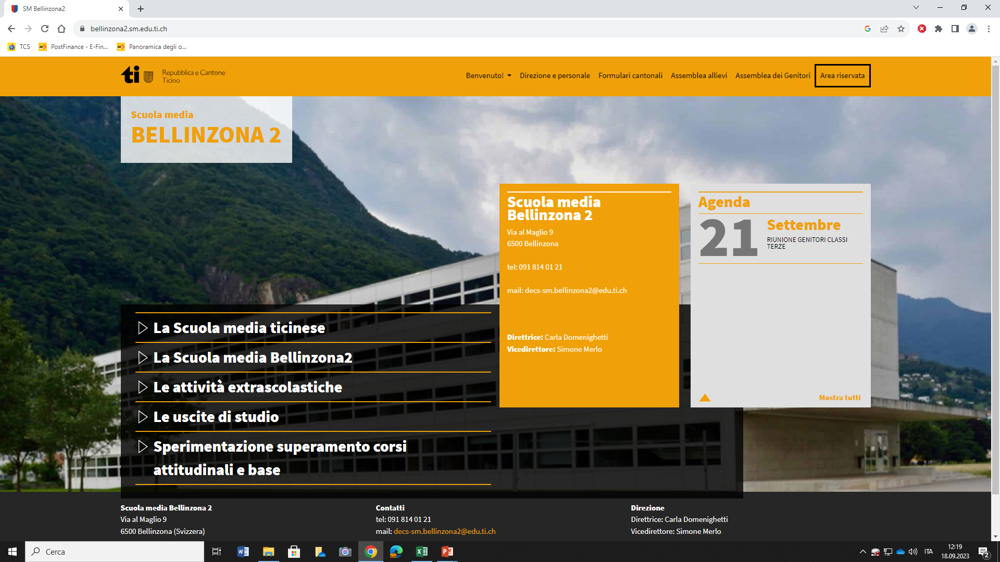 SM Bellinzona2
bellinzona2.sm.edu.ti.ch
TCS
PostFinance - E-Fin...
Panoramica degli o...
ti
Repubblica e Cantone
Ticino
Benvenuto!
Direzione e personale
Formulari cantonali
Assemblea allievi
Assemblea dei Genitori
Area riservata
Scuola media
BELLINZONA 2
Scuola media
Bellinzona 2
Via al Maglio 9
6500 Bellinzona
tel: 091 814 01 21
mail: decs-sm.bellinzona2@edu.ti.ch
Direttrice: Carla Domenighetti
Vicedirettore: Simone Merlo
Agenda
21
Settembre
RIUNIONE GENITORI CLASSI
TERZE
Mostra tutti
La Scuola media ticinese
La Scuola media Bellinzona2
Le attività extrascolastiche
Le uscite di studio
Sperimentazione superamento corsi
attitudinali e base
Scuola media Bellinzona 2
Via al Maglio 9
6500 Bellinzona (Svizzera)
Contatti
tel: 091 814 01 21
mail: decs-sm.bellinzona2@edu.ti.ch
Direzione
Direttrice: Carla Domenighetti
Vicedirettore: Simone Merlo
Cerca
ITA
12:19
18.09.2023
2